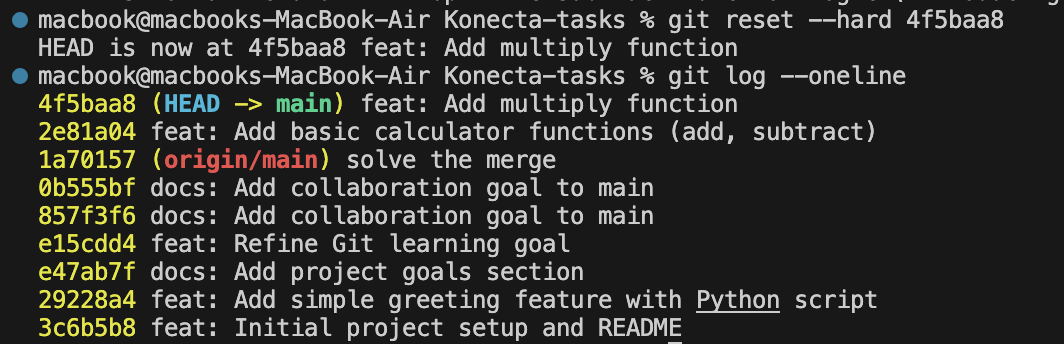 macbook@macbooks-MacBook-Air Konecta-tasks % git reset --hard 4f5baa8
HEAD is now at 4f5baa8 feat: Add multiply function
macbook@macbooks-MacBook-Air Konecta-tasks % git log --oneline
4f5baa8 (HEAD -> main) feat: Add multiply function
2e81a04 feat: Add basic calculator functions (add, subtract)
1a70157 (origin/main) solve the merge
0b555bf docs: Add collaboration goal to main
857f3f6 docs: Add collaboration goal to main
e15cdd4 feat: Refine Git learning goal
e47ab7f docs: Add project goals section
29228a4 feat: Add simple greeting feature with Python script
3c6b5b8 feat: Initial project setup and README